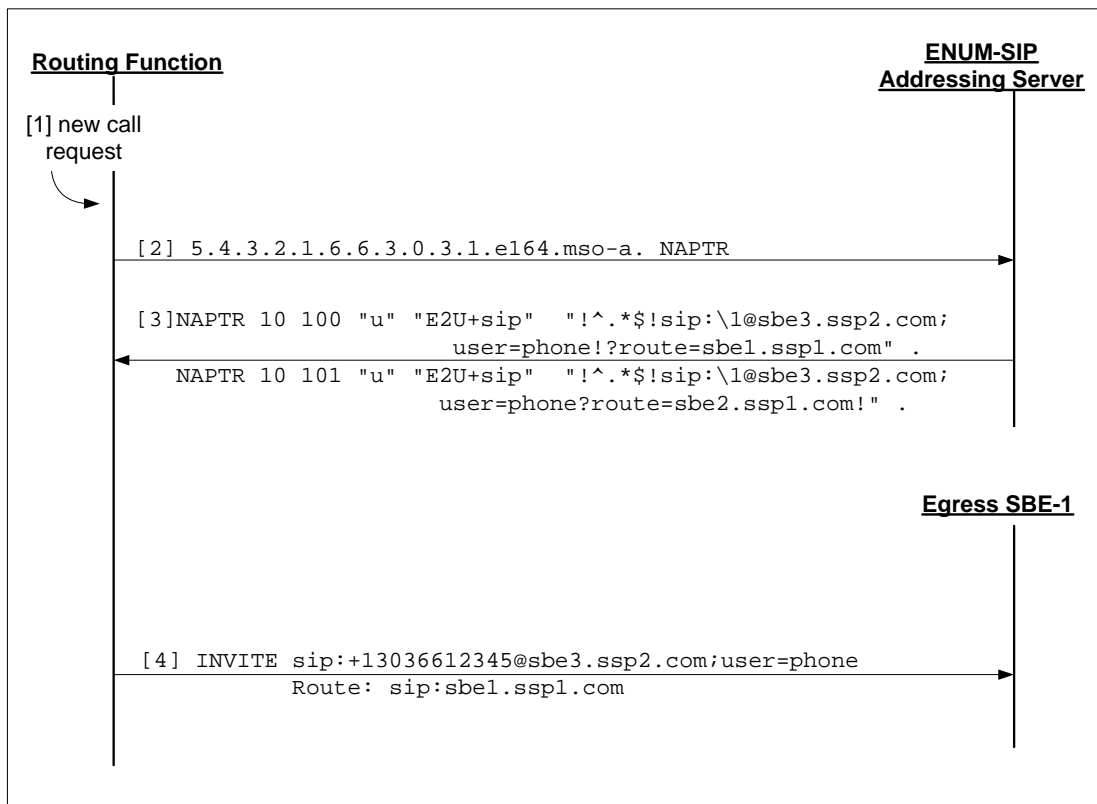 Routing Function
ENUM-SIP
Addressing Server
[1] new call
request
[2] 5.4.3.2.1.6.6.3.0.3.1.e164.mso-a. NAPTR
[3]NAPTR 10 100 "u" "E2U+sip"  "!^.*$!sip:\1@sbe3.ssp2.com;
user=phone!?route=sbe1.ssp1.com" .
NAPTR 10 101 "u" "E2U+sip"  "!^.*$!sip:\1@sbe3.ssp2.com;
user=phone?route=sbe2.ssp1.com!" .
Egress SBE-1
[4] INVITE sip:+13036612345@sbe3.ssp2.com;user=phone
Route: sip:sbe1.ssp1.com